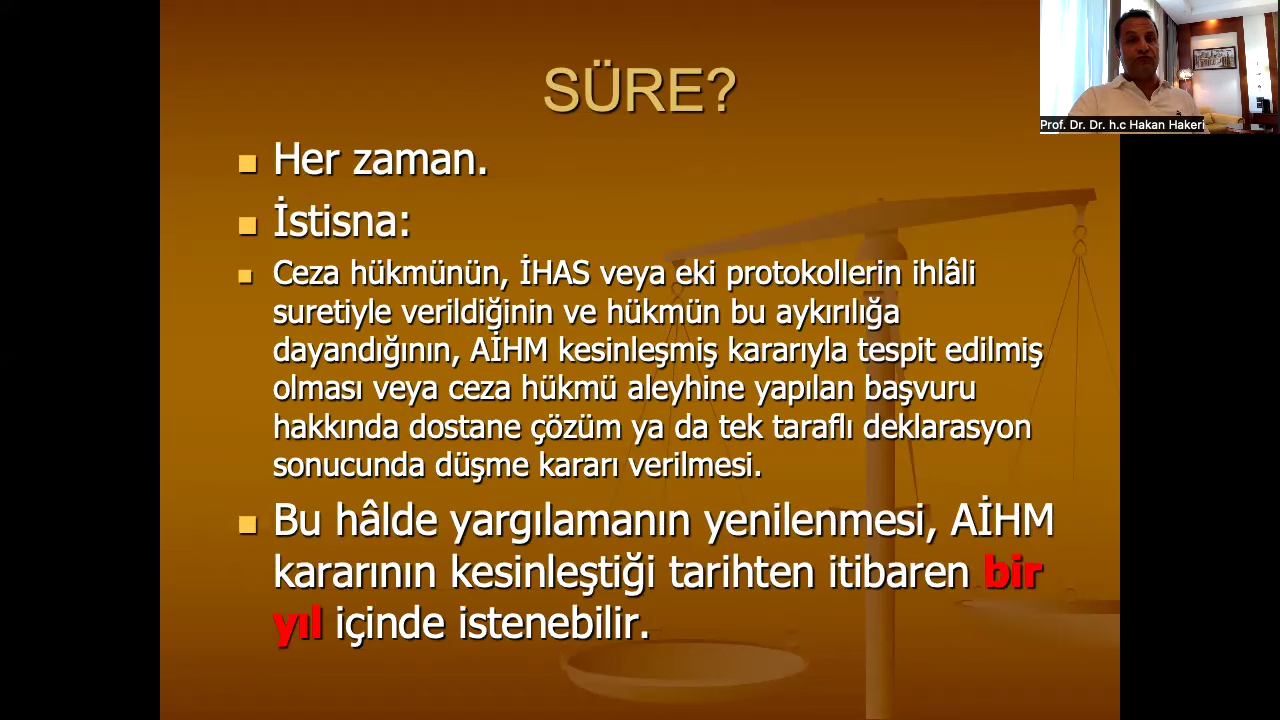 SÜRE?
Her zaman.
İstisna:
Ceza hükmünün, İHAS veya eki protokollerin ihlâli
suretiyle verildiğinin ve hükmün bu aykırılığa
dayandığının, AİHM kesinleşmiş kararıyla tespit edilmiş
olması veya ceza hükmü aleyhine yapılan başvuru
hakkında dostane çözüm ya da tek taraflı deklarasyon
sonucunda düşme kararı verilmesi.
Bu hâlde yargılamanın yenilenmesi, AİHM
kararının kesinleştiği tarihten itibaren bir
yıl içinde istenebilir.
Prof. Dr. Dr. h.c Hakan Hakeri